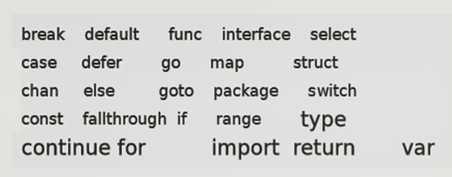 break default func interface select
case defer go map struct
chan else goto package switch
const fallthrough if range type
continue for import return var